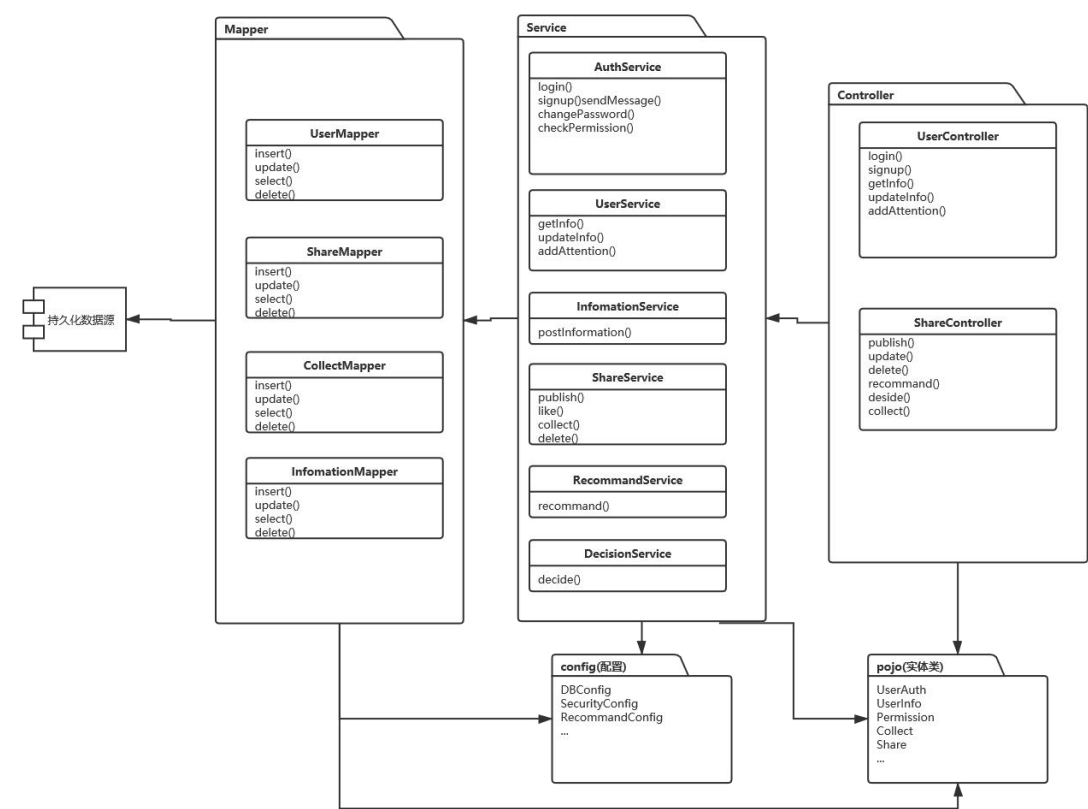 Mapper
UserMapper
insert()
update()
select()
delete()
ShareMapper
insert()
update()
select()
delete()
CollectMapper
insert()
update()
select()
delete()
InfomationMapper
insert()
update()
select()
delete()
持久化数据源
Service
AuthService
login()
signup()sendMessage()
changePassword()
checkPermission()
UserService
getInfo()
updateInfo()
addAttention()
InfomationService
postInformation()
ShareService
publish()
like()
collect()
delete()
RecommandService
recommand()
DecisionService
decide()
Controller
UserController
login()
signup()
getInfo()
updateInfo()
addAttention()
ShareController
publish()
update()
delete()
recommand()
deside()
collect()
config(配置)
DBConfig
SecurityConfig
RecommandConfig
...
pojo(实体类)
UserAuth
UserInfo
Permission
Collect
Share
...